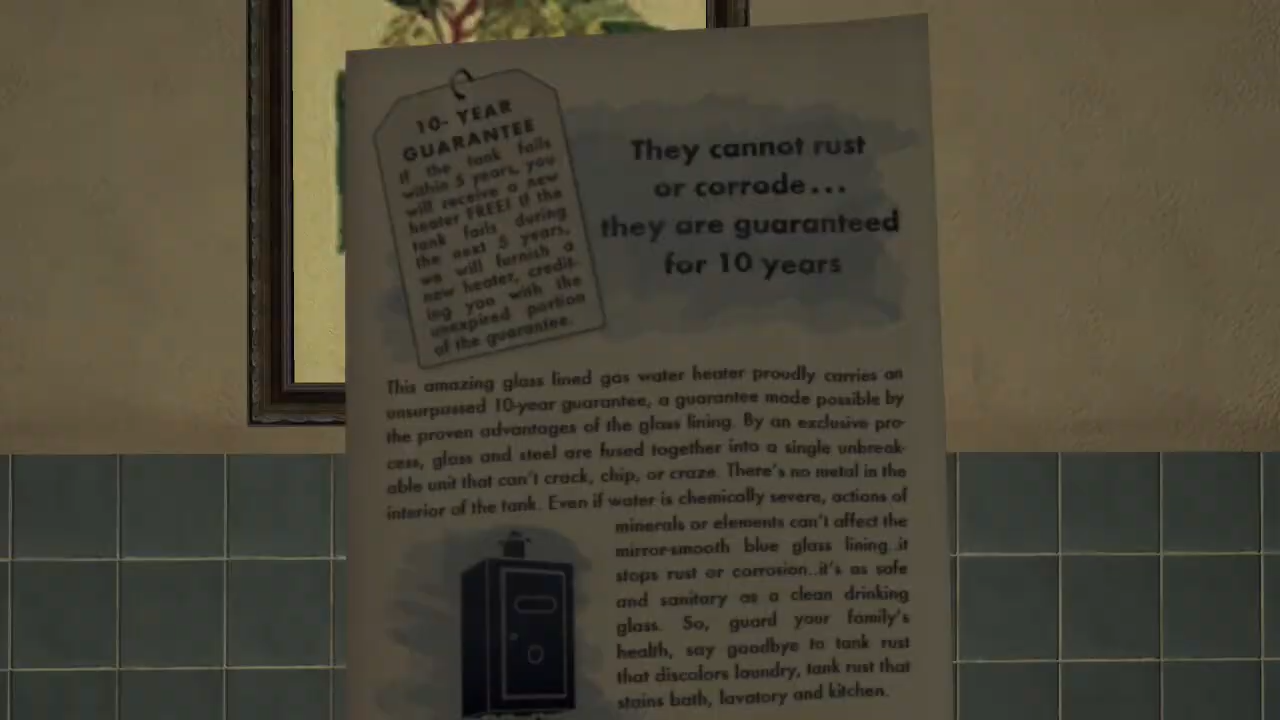 10- YEAR
GUARANTEE
If the tank fails
within 5 years, you
will receive a new
heater FREE! If the
tank fails during
the next 5 years,
we will furnish a
new heater, credit-
ing you with the
unexpired portion
of the guarantee.
They cannot rust
or corrode...
they are guaranteed
for 10 years
This amazing glass lined gas water heater proudly carries an
unsurpassed 10-year guarantee, a guarantee made possible by
the proven advantages of the glass lining. By an exclusive pro-
cess, glass and steel are fused together into a single unbreak-
able unit that can't crack, chip, or craze. There's no metal in the
interior of the tank. Even if water is chemically severe, actions of
minerals or elements can't affect the
mirror-smooth blue glass lining..it
stops rust or corrosion..it's as safe
and sanitary as a clean drinking
glass. So, guard your family's
health, say goodbye to tank rust
that discolors laundry, tank rust that
stains bath, lavatory and kitchen.